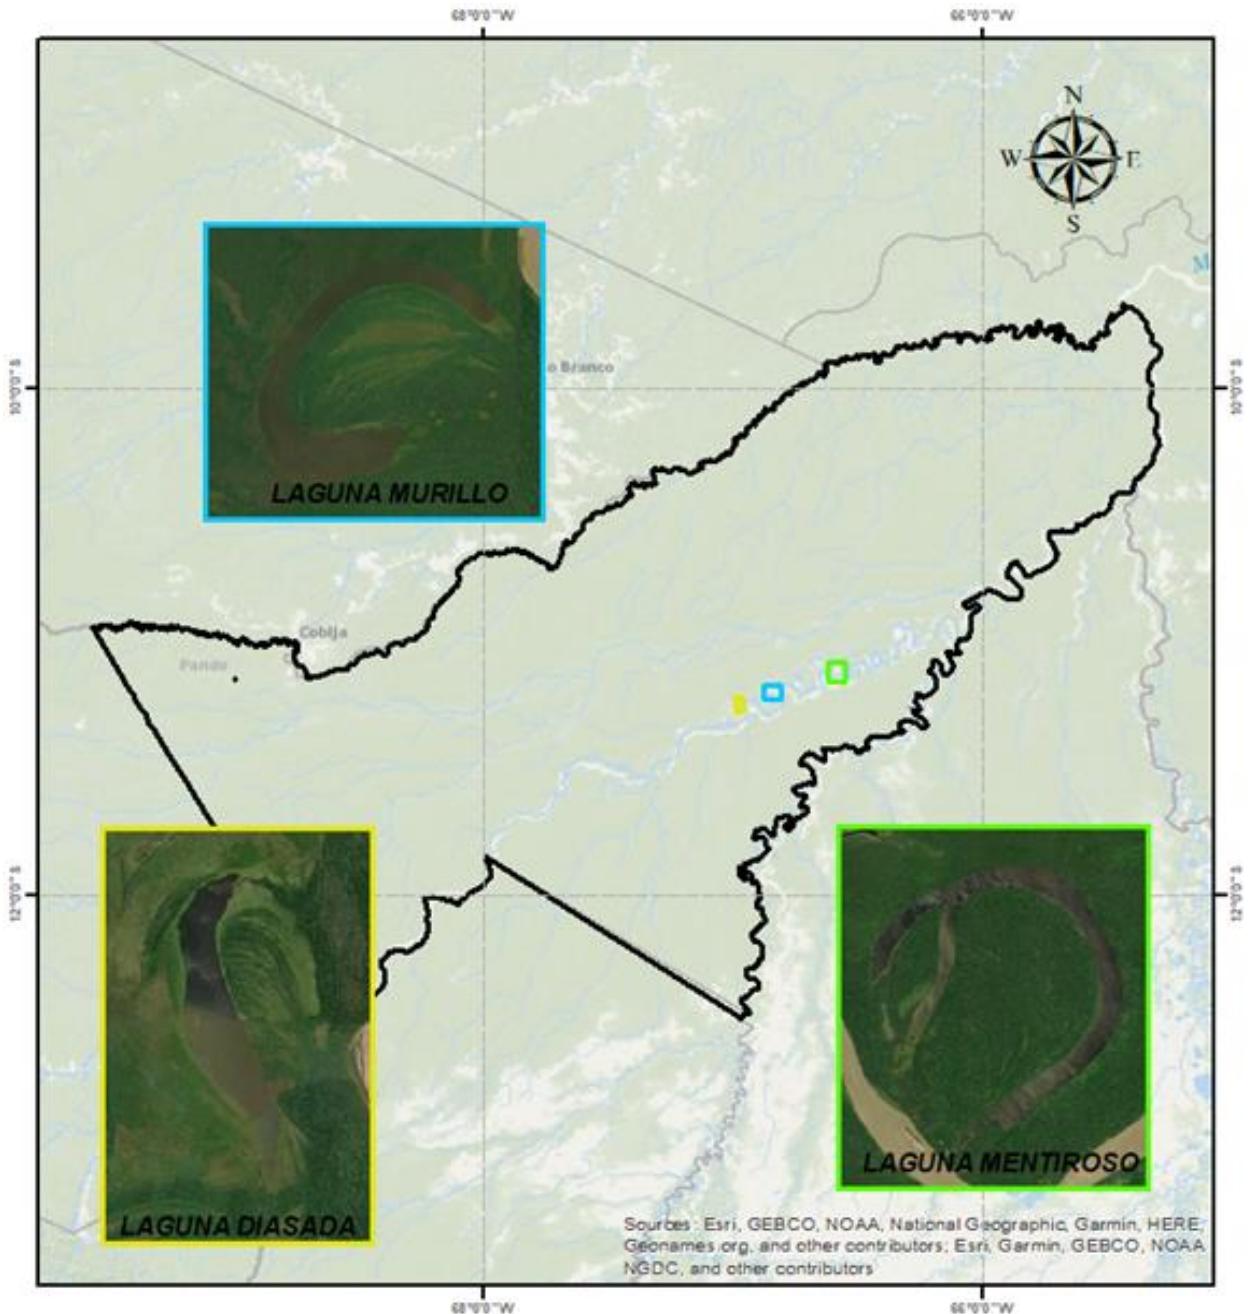 68°0'0"W 66°0'0"W
N
W E
S
M
10°0'0"S 10°0'0"S
o Branco
LAGUNA MURILLO
Cobija
Pando
12°0'0"S 12°0'0"S
LAGUNA MENTIROSO
LAGUNA DIASADA
Sources: Esri, GEBCO, NOAA, National Geographic, Garmin, HERE,
Geonames.org, and other contributors; Esri, Garmin, GEBCO, NOAA
NGDC, and other contributors
68°0'0"W 66°0'0"W